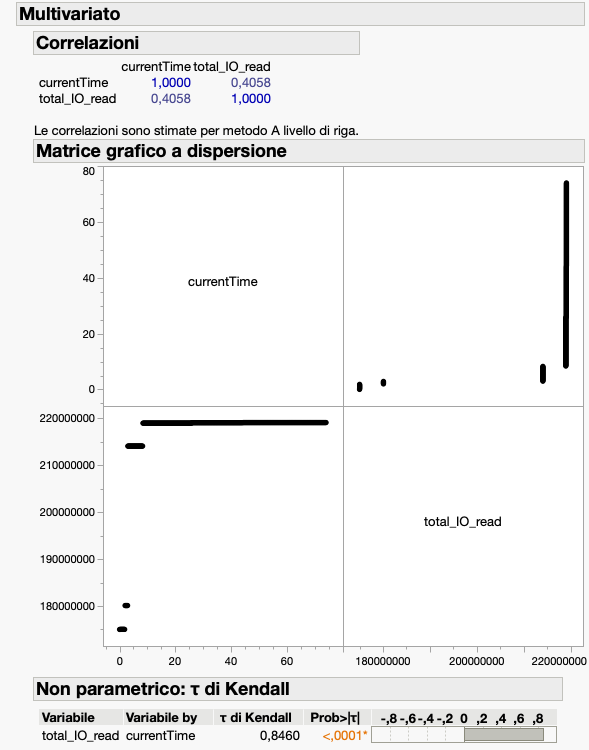 Multivariato
Correlazioni
currentTime total_IO_read
currentTime 1,0000 0,4058
total_IO_read 0,4058 1,0000
Le correlazioni sono stimate per metodo A livello di riga.
Matrice grafico a dispersione
80
60
40
20
0
currentTime
220000000
210000000
200000000
190000000
180000000
total_IO_read
0 20 40 60 180000000 200000000 220000000
Non parametrico: τ di Kendall
Variabile Variabile by τ di Kendall Prob>|τ| -,8 -,6 -,4 -,2 0 ,2 ,4 ,6 ,8
total_IO_read currentTime 0,8460 <,0001*